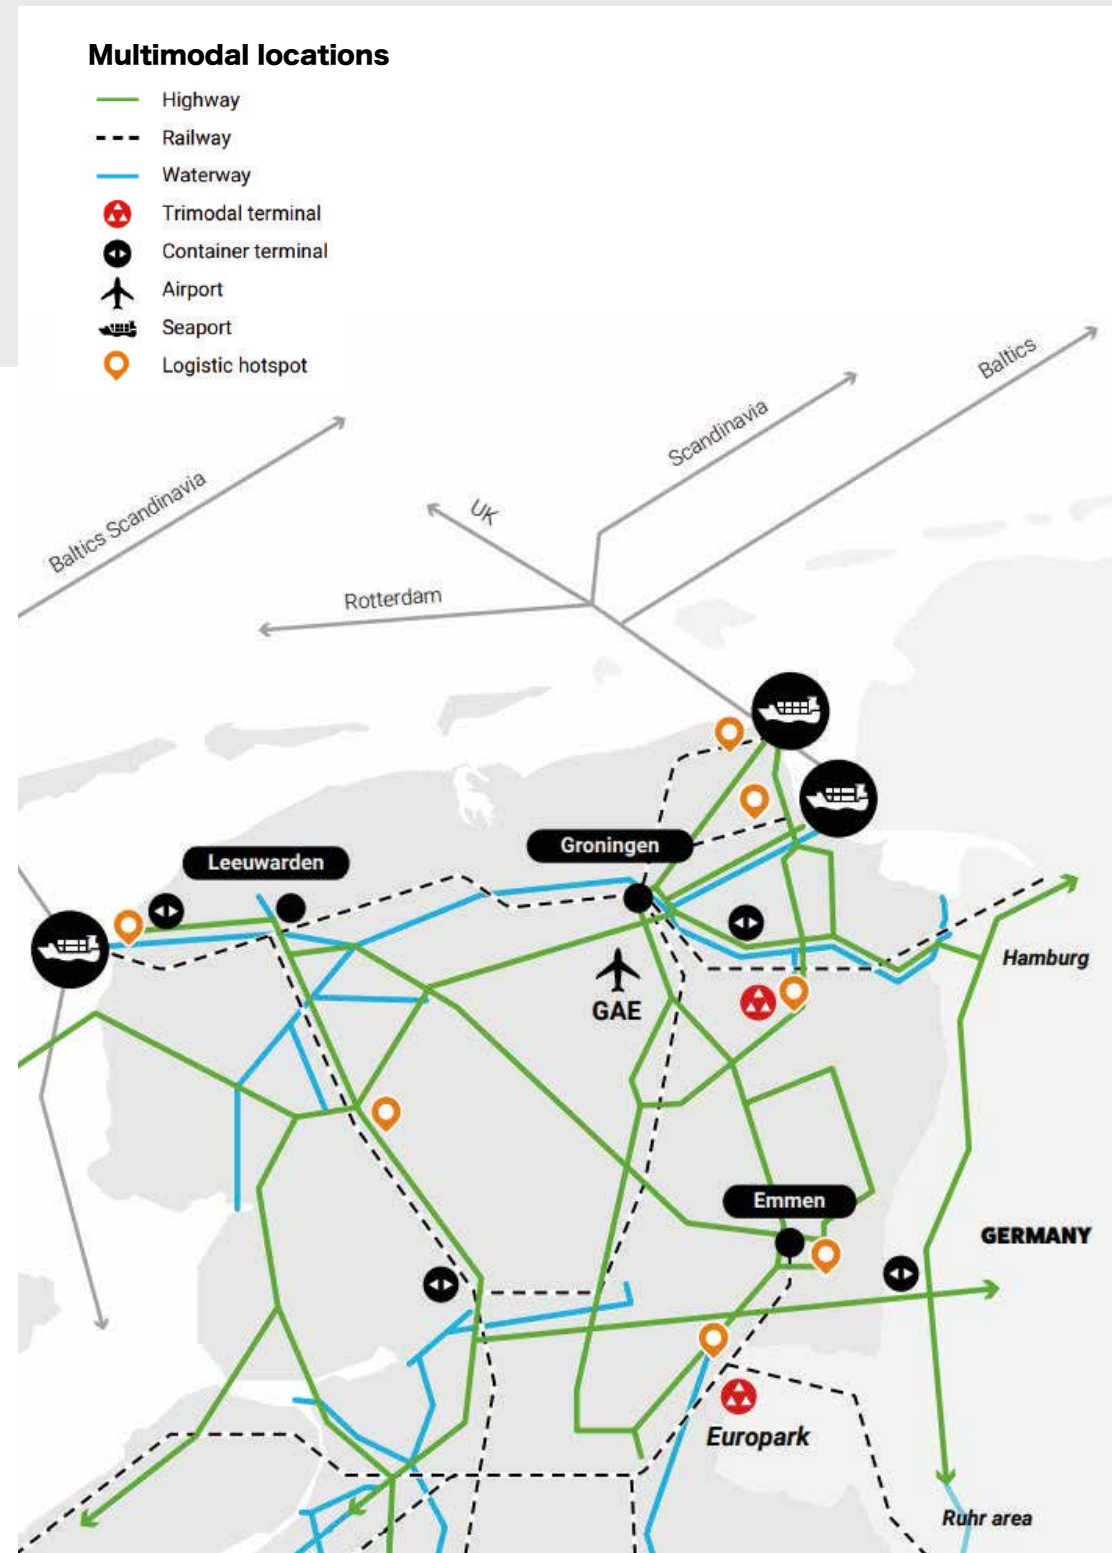 Multimodal locations
Highway
Railway
Waterway
Trimodal terminal
Container terminal
Airport
Seaport
Logistic hotspot
Baltics
Scandinavia
Baltics Scandinavia
UK
Rotterdam
Groningen
Leeuwarden
Hamburg
GAE
Emmen
GERMANY
Europark
Ruhr area